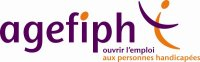 agefiph
ouvrir l'emploi
aux personnes handicapées